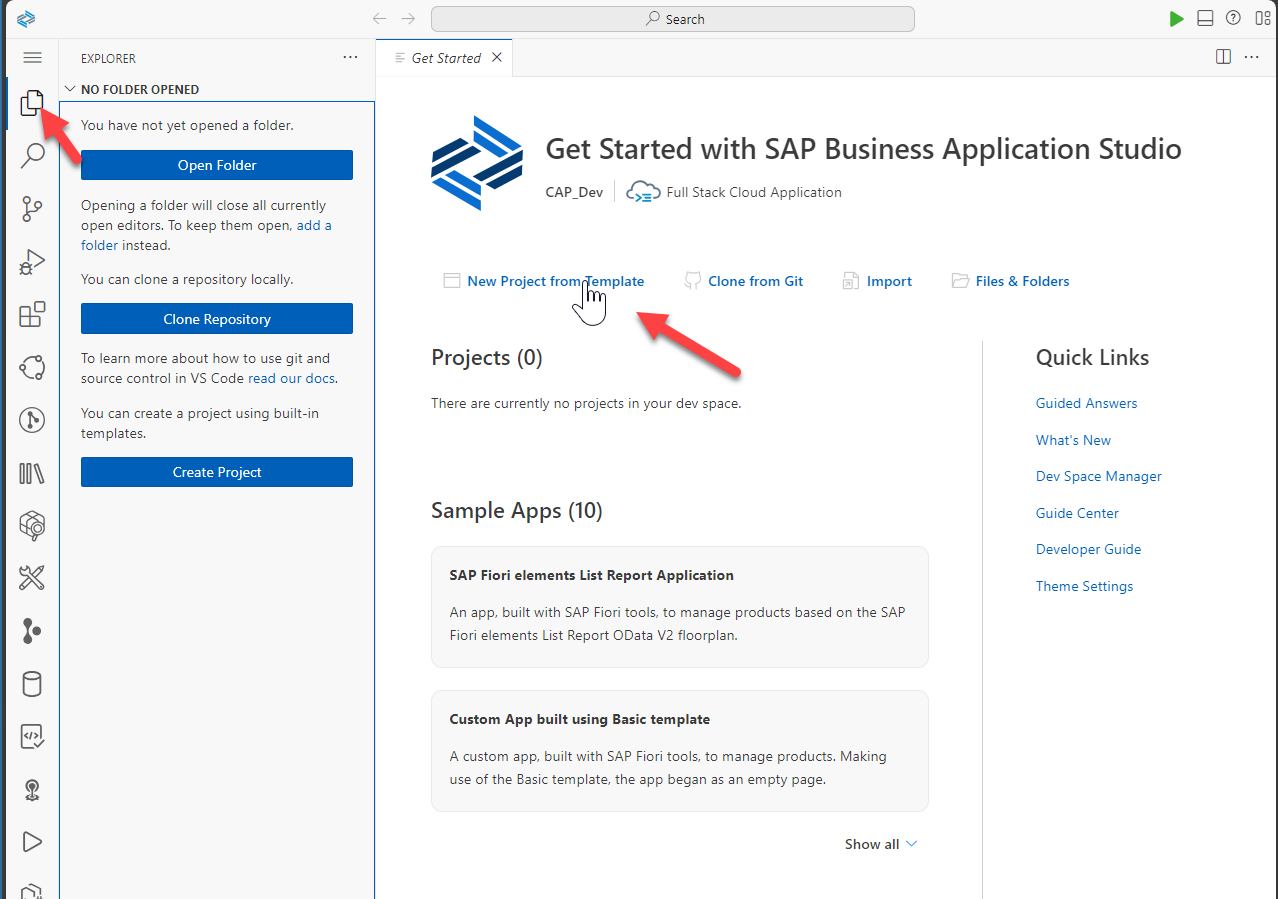 Search
EXPLORER
NO FOLDER OPENED
You have not yet opened a folder.
Open Folder
Opening a folder will close all currently
open editors. To keep them open, add a
folder instead.
You can clone a repository locally.
Clone Repository
To learn more about how to use git and
source control in VS Code read our docs.
You can create a project using built-in
templates.
Create Project
Get Started
Get Started with SAP Business Application Studio
CAP_Dev
Full Stack Cloud Application
New Project from Template
Clone from Git
Import
Files & Folders
Projects (0)
There are currently no projects in your dev space.
Sample Apps (10)
SAP Fiori elements List Report Application
An app, built with SAP Fiori tools, to manage products based on the SAP
Fiori elements List Report OData V2 floorplan.
Custom App built using Basic template
A custom app, built with SAP Fiori tools, to manage products. Making
use of the Basic template, the app began as an empty page.
Show all
Quick Links
Guided Answers
What's New
Dev Space Manager
Guide Center
Developer Guide
Theme Settings